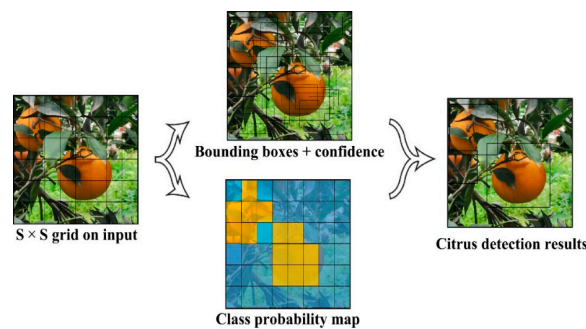 Bounding boxes + confidence
S × S grid on input
Citrus detection results
Class probability map